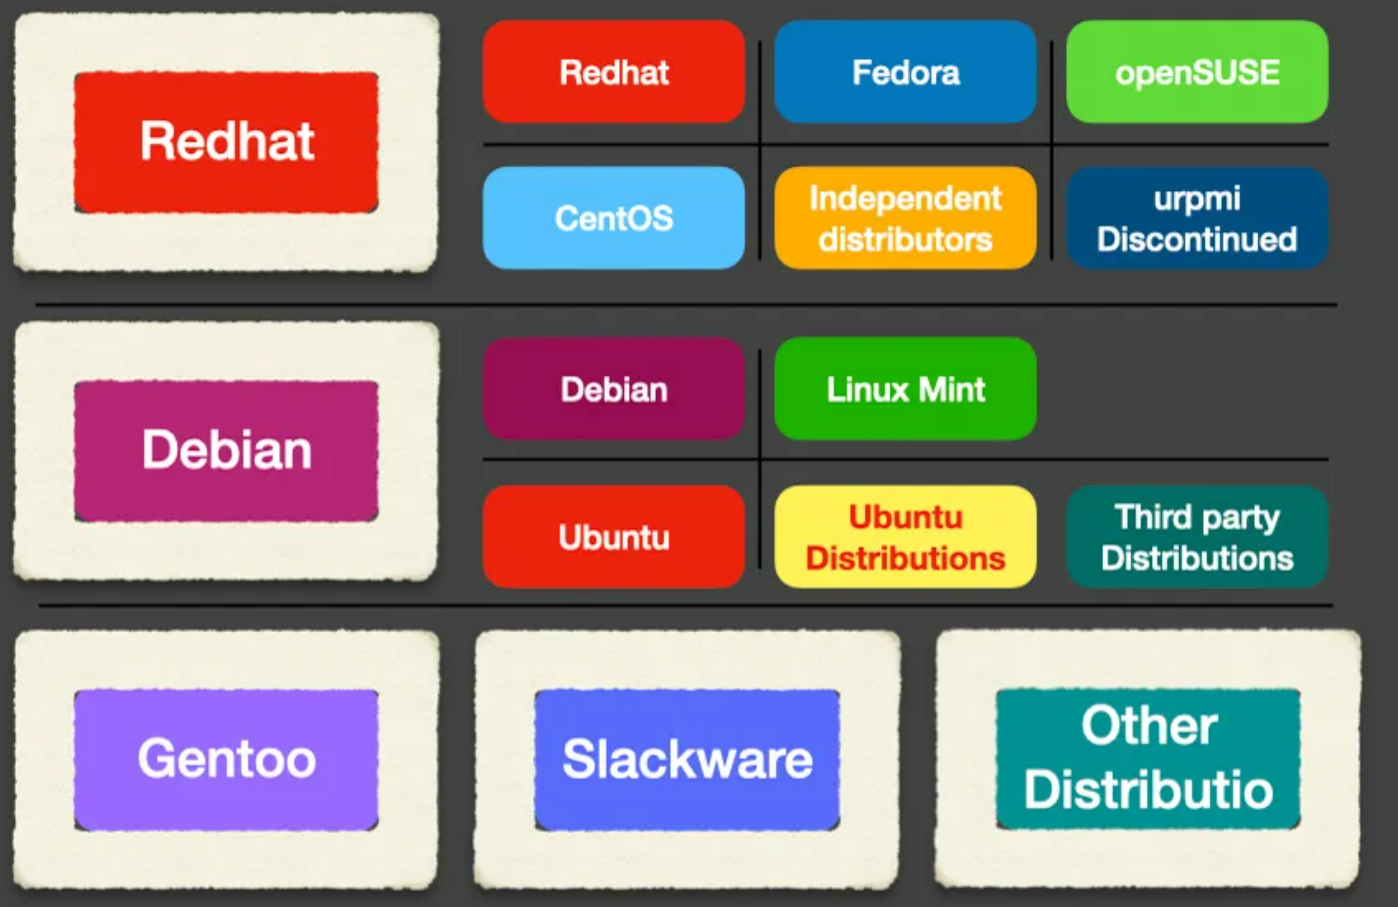 Redhat
Redhat
Fedora
openSUSE
CentOS
Independent
distributors
urpmi
Discontinued
Debian
Debian
Linux Mint
Ubuntu
Ubuntu
Distributions
Third party
Distributions
Gentoo
Slackware
Other
Distributio